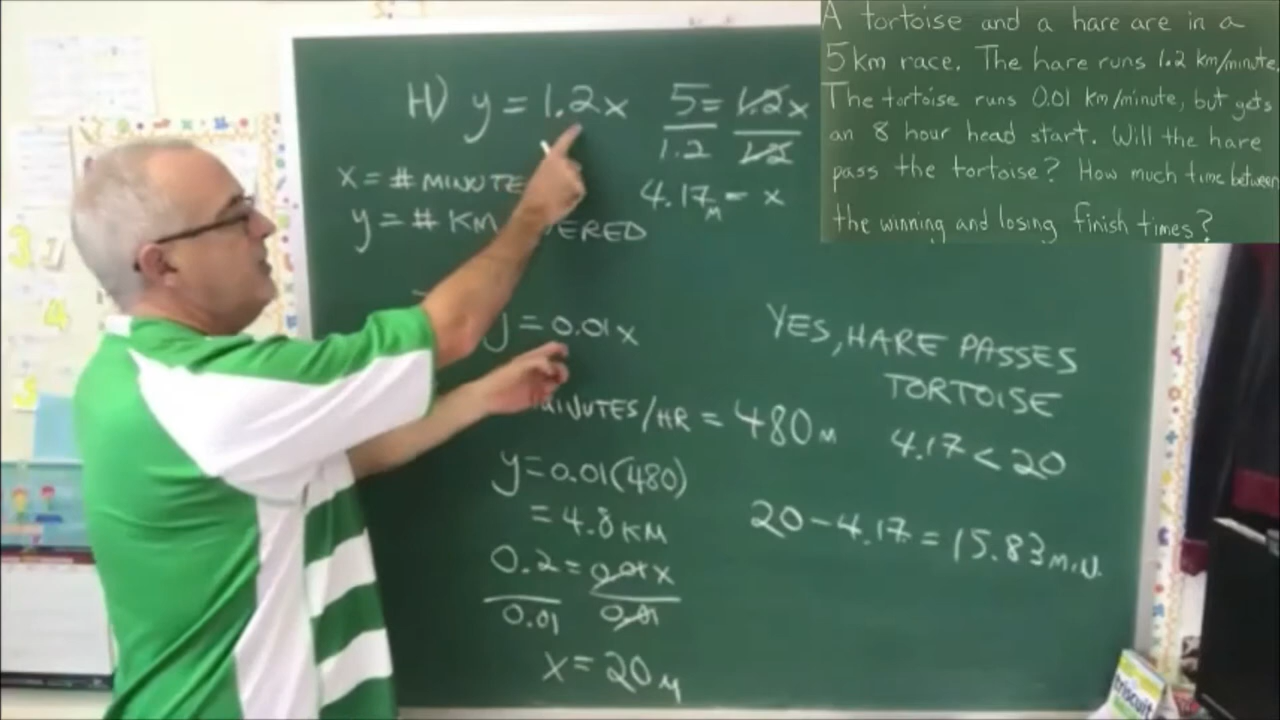 A tortoise and a hare are in a
5 km race. The hare runs 1.2 km/minute.
The tortoise runs 0.01 km/minute, but gets
an 8 hour head start. Will the hare
pass the tortoise? How much time between
the winning and losing finish times?
H) y = 1.2x
x = # MINUTE
y = # KM ERED
5 = 1.2x
1.2 1.2
4.17M = x
y = 0.01x
MINUTES/HR = 480M
y = 0.01(480)
= 4.8 KM
0.2 = 0.01x
0.01 0.01
x = 20M
YES, HARE PASSES
TORTOISE
4.17 < 20
20 - 4.17 = 15.83 MIN.
triscuit